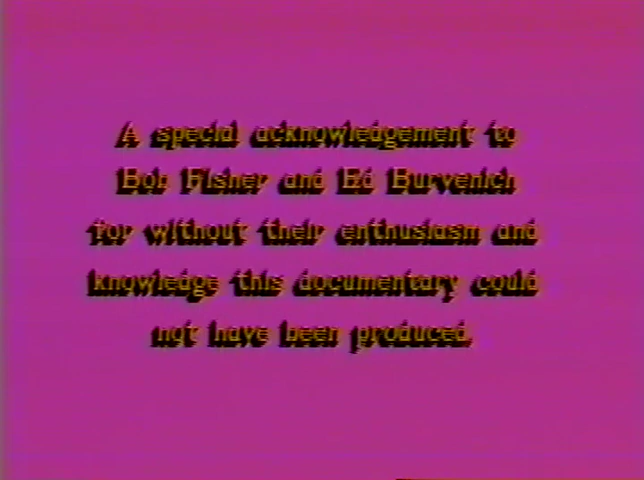 A special acknowledgement to
Bob Fisher and Ed Burvenich
for without their enthusiasm and
knowledge this documentary could
not have been produced.